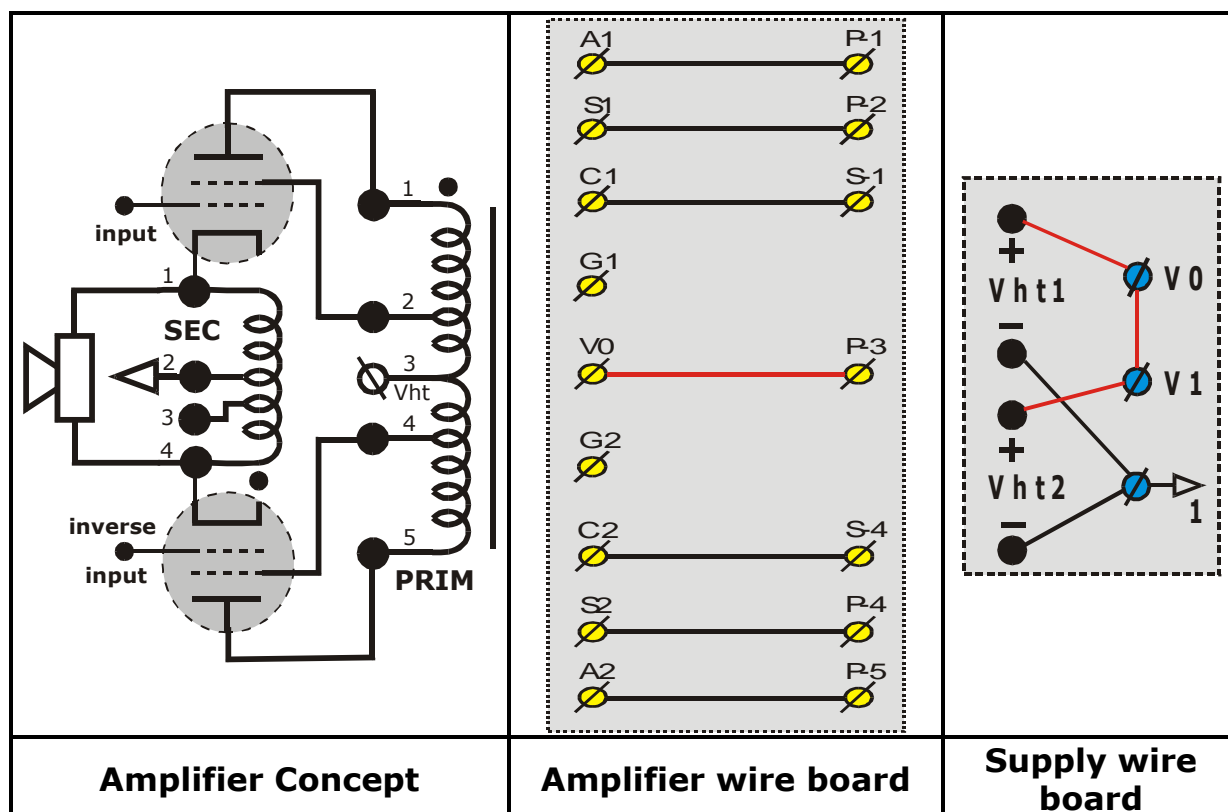 1
input
1
SEC
2
2
3
Vht
3
4
4
inverse
input
5
PRIM
A1 P-1
S1 P-2
C1 S-1
G1
V0 P-3
G2
C2 S-4
S2 P-4
A2 P-5
+
V0
Vht1
−
V1
+
Vht2
1
−
Amplifier Concept
Amplifier wire board
Supply wire
board